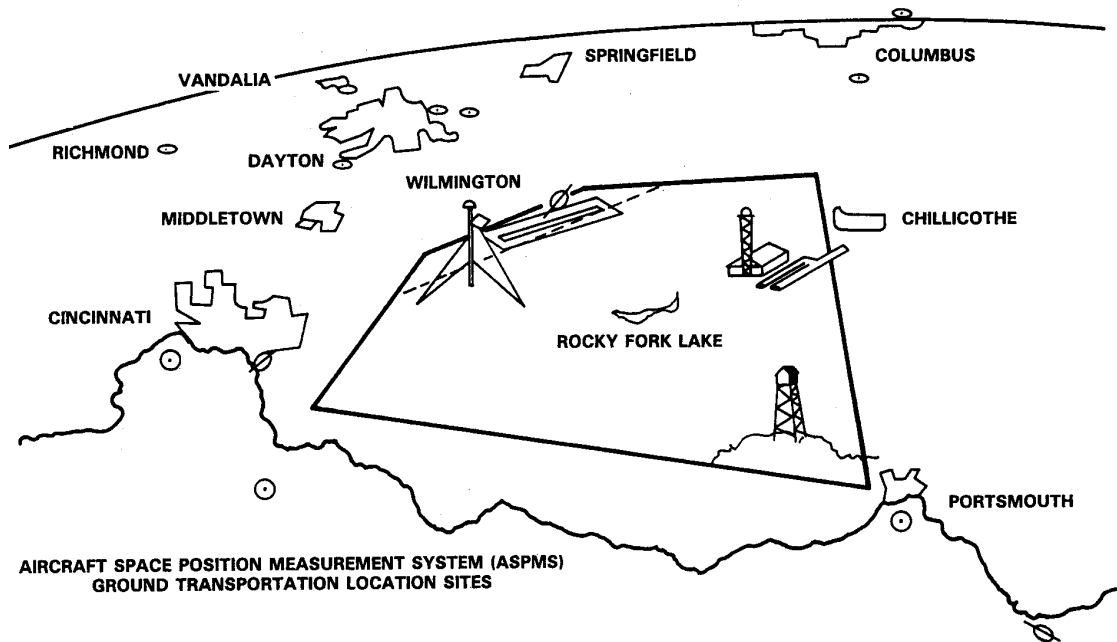 SPRINGFIELD
COLUMBUS
VANDALIA
RICHMOND
DAYTON
WILMINGTON
MIDDLETOWN
CHILLICOTHE
CINCINNATI
ROCKY FORK LAKE
PORTSMOUTH
AIRCRAFT SPACE POSITION MEASUREMENT SYSTEM (ASPMS)
GROUND TRANSPORTATION LOCATION SITES